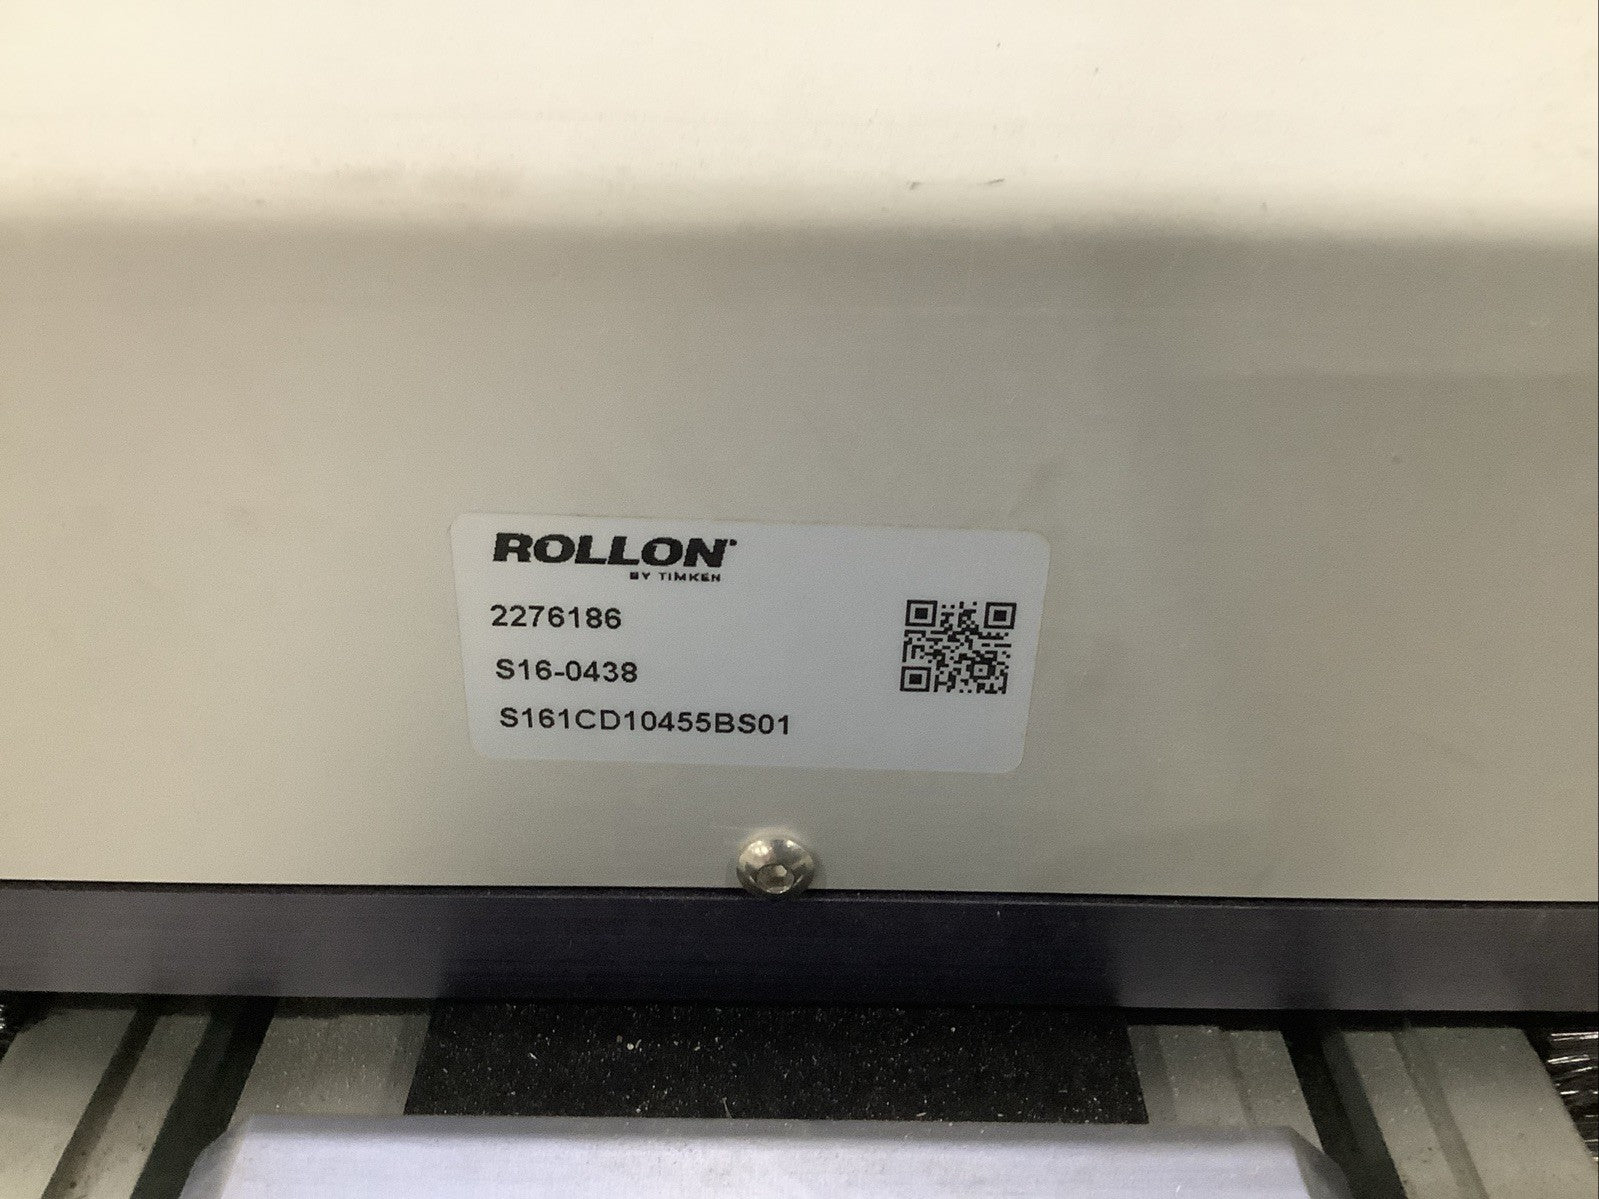 ROLLON
BY TIMKEN
2276186
S16-0438
S161CD10455BS01